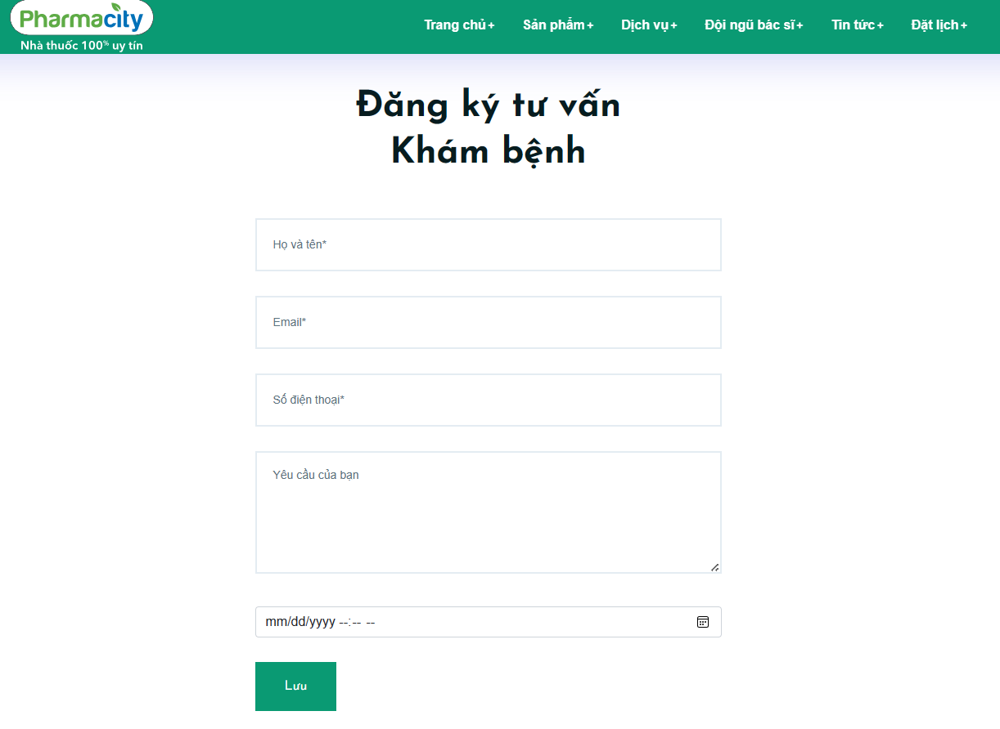 Pharmacity
Nhà thuốc 100% uy tín
Trang chủ+ Sản phẩm+ Dịch vụ+ Đội ngũ bác sĩ+ Tin tức+ Đặt lịch+
Đăng ký tư vấn
Khám bệnh
Họ và tên*
Email*
Số điện thoại*
Yêu cầu của bạn
mm/dd/yyyy --:-- --
Lưu